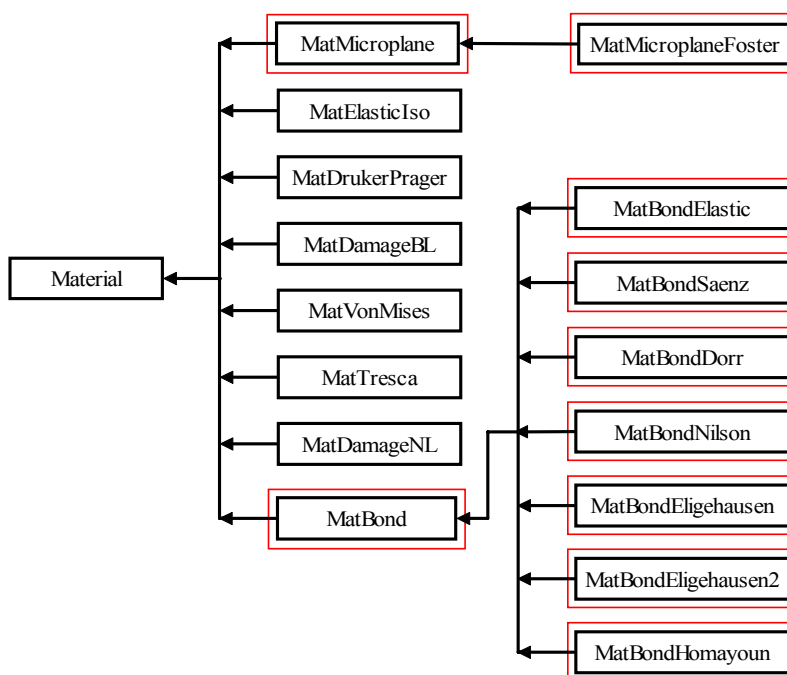 MatMicroplane
MatMicroplaneFoster
MatElasticIso
MatDrukerPrager
MatBondElastic
MatDamageBL
Material
MatBondSaenz
MatVonMises
MatBondDorr
MatTresca
MatBondNilson
MatDamageNL
MatBondEligehausen
MatBond
MatBondEligehausen2
MatBondHomayoun